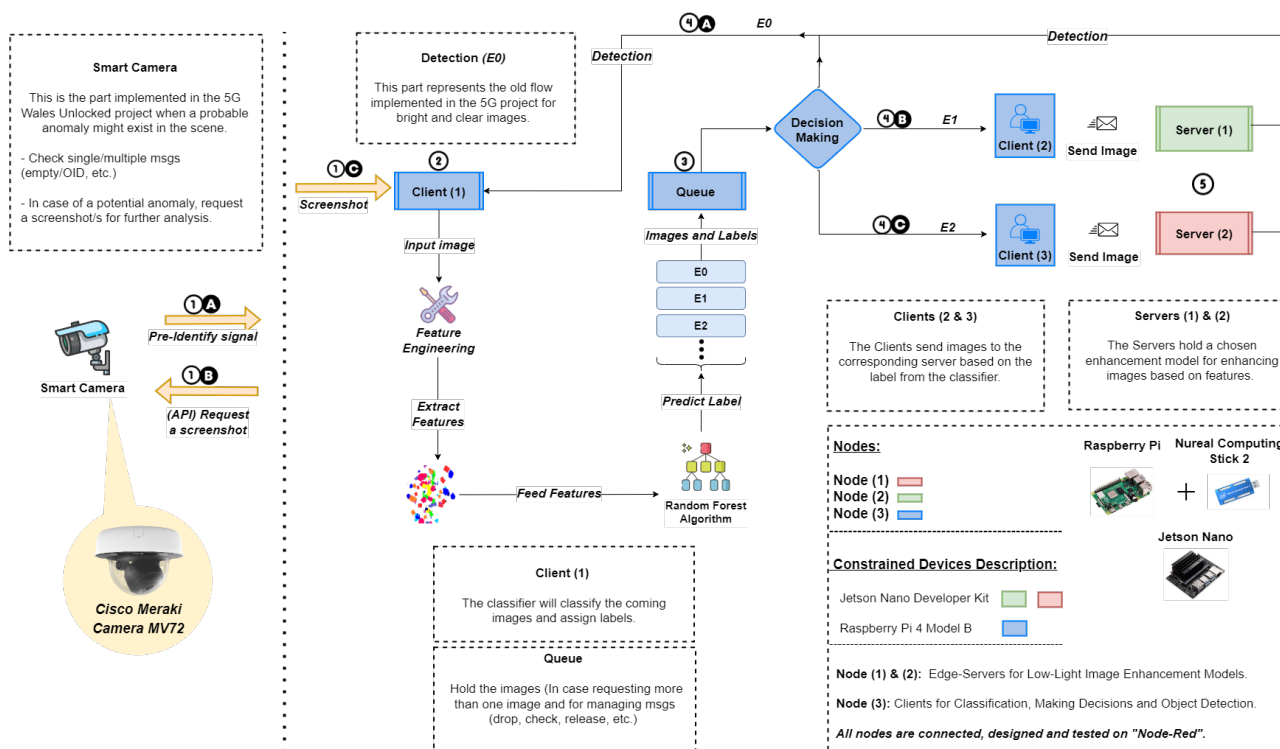 Smart Camera
This is the part implemented in the 5G
Wales Unlocked project when a probable
anomaly might exist in the scene.
- Check single/multiple msgs
(empty/OID, etc.)
- In case of a potential anomaly, request
a screenshot/s for further analysis.
1 A
Pre-Identify signal
1 B
(API) Request
a screenshot
Smart Camera
Cisco Meraki
Camera MV72
Detection (E0)
This part represents the old flow
implemented in the 5G project for
bright and clear images.
1 C
Screenshot
2
Client (1)
Input image
Feature
Engineering
Extract
Features
Feed Features
Random Forest
Algorithm
Predict Label
E2
E1
E0
Images and Labels
3
Queue
Decision
Making
4 A
E0
Detection
Detection
4 B
E1
Client (2)
Send Image
Server (1)
5
4 C
E2
Client (3)
Send Image
Server (2)
Client (1)
The classifier will classify the coming
images and assign labels.
Queue
Hold the images (In case requesting more
than one image and for managing msgs
(drop, check, release, etc.)
Clients (2 & 3)
The Clients send images to the
corresponding server based on the
label from the classifier.
Servers (1) & (2)
The Servers hold a chosen
enhancement model for enhancing
images based on features.
Nodes:
Node (1)
Node (2)
Node (3)
Raspberry Pi
Nureal Computing
Stick 2
+
Jetson Nano
Constrained Devices Description:
Jetson Nano Developer Kit
Raspberry Pi 4 Model B
Node (1) & (2): Edge-Servers for Low-Light Image Enhancement Models.
Node (3): Clients for Classification, Making Decisions and Object Detection.
All nodes are connected, designed and tested on "Node-Red".